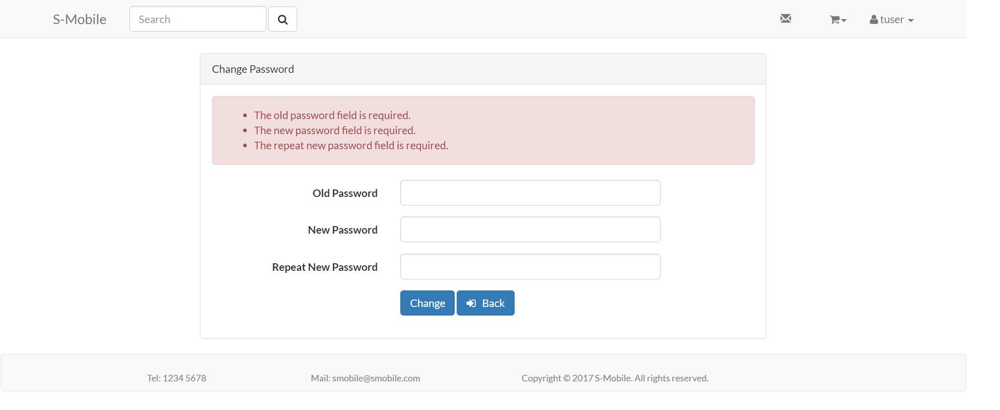 S-Mobile
Search
tuser
Change Password
The old password field is required.
The new password field is required.
The repeat new password field is required.
Old Password
New Password
Repeat New Password
Change
Back
Tel: 1234 5678
Mail: smobile@smobile.com
Copyright © 2017 S-Mobile. All rights reserved.